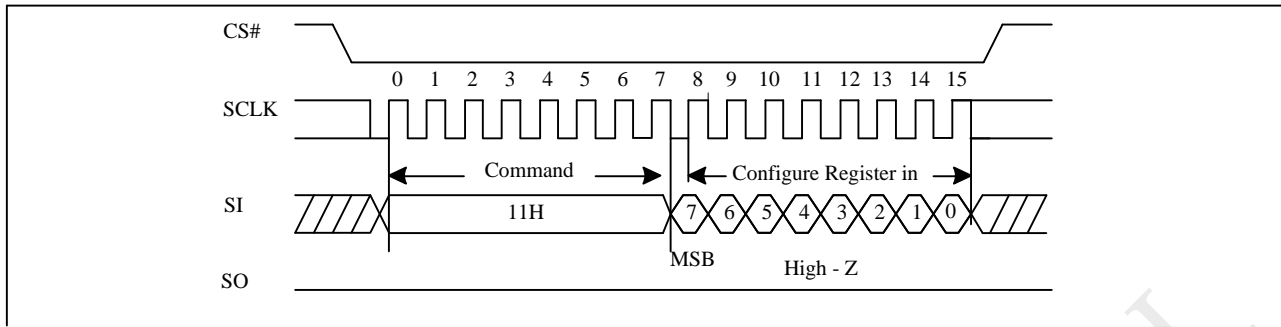 CS#
0 1 2 3 4 5 6 7 8 9 10 11 12 13 14 15
SCLK
Command Configure Register in
SI 11H 7 6 5 4 3 2 1 0
MSB High - Z
SO